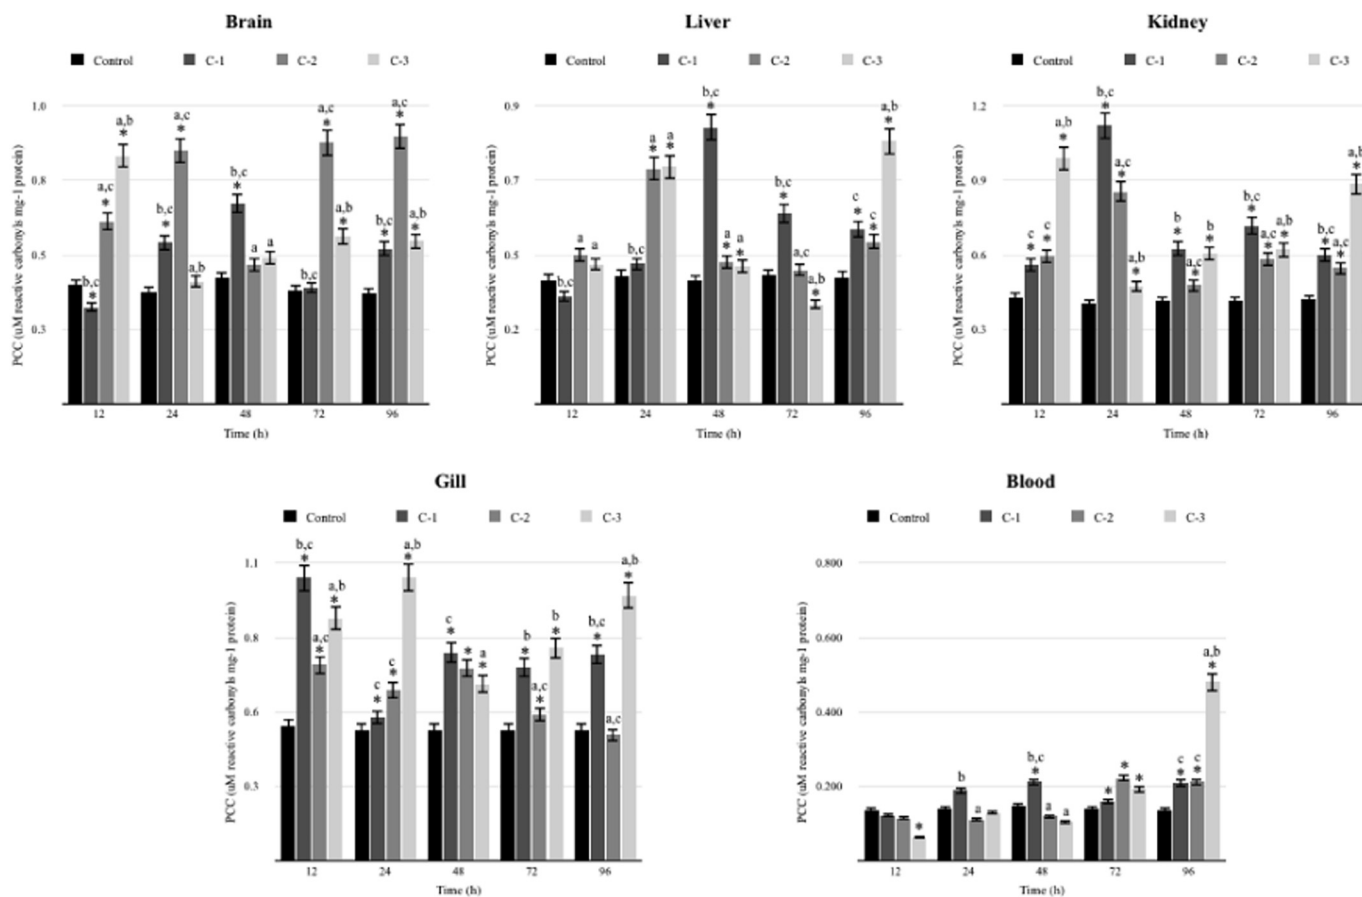 Brain
Control C-1 C-2 C-3
PCC (uM reactive carbonyls mg-1 protein)
1.0
0.8
0.5
0.3
b,c * a,c * a,b *
b,c * a,c * a,b
b,c * a a
b,c a,c * a,b *
b,c * a,c * a,b *
12 24 48 72 96
Time (h)
Liver
Control C-1 C-2 C-3
PCC (uM reactive carbonyls mg-1 protein)
0.9
0.7
0.5
0.2
b,c a a
b,c a * a *
b,c * a * a *
b,c * a,c a,b *
c * c * a,b *
12 24 48 72 96
Time (h)
Kidney
Control C-1 C-2 C-3
PCC (uM reactive carbonyls mg-1 protein)
1.2
0.9
0.6
0.3
c * c * a,b *
b,c * a,c * a,b *
b * a,c * b *
b,c * a,c * a,b *
b,c * a,c * a,b *
12 24 48 72 96
Time (h)
Gill
Control C-1 C-2 C-3
PCC (uM reactive carbonyls mg-1 protein)
1.1
0.8
0.6
0.3
b,c * a,c * a,b *
c * c * a,b *
c * * a *
b * a,c * b *
b,c * a,c a,b *
12 24 48 72 96
Time (h)
Blood
Control C-1 C-2 C-3
PCC (uM reactive carbonyls mg-1 protein)
0.800
0.600
0.400
0.200
*
b a
b,c * a a
* * *
c * c * a,b *
12 24 48 72 96
Time (h)